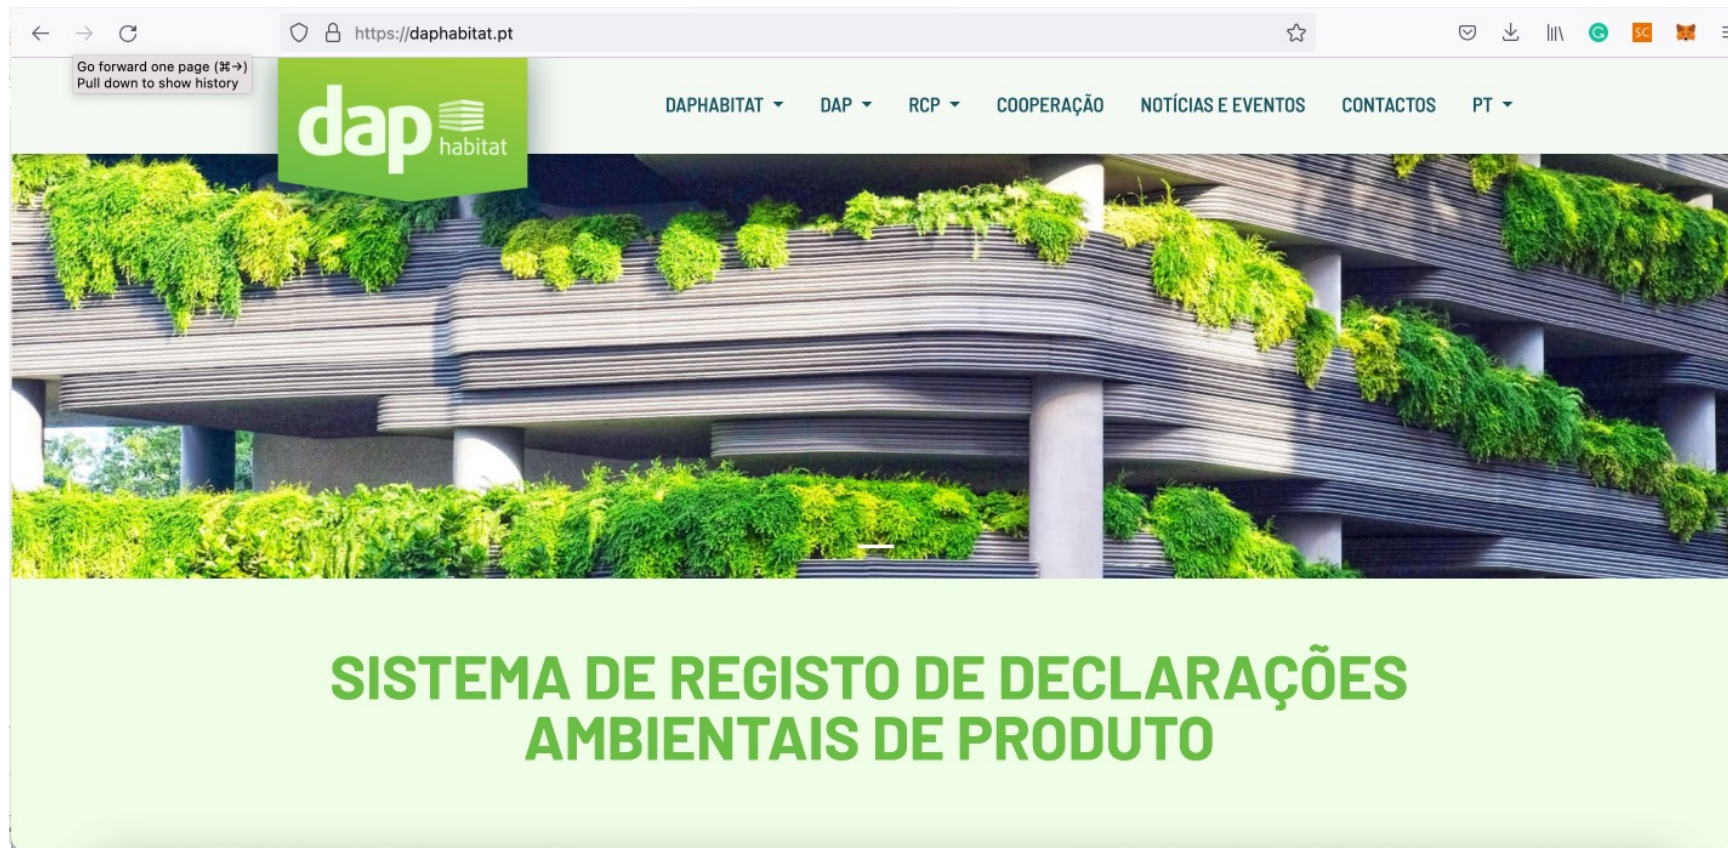 https://daphabitat.pt
G
SC
Go forward one page (⌘→)
Pull down to show history
dap
habitat
DAPHABITAT DAP RCP COOPERAÇÃO NOTÍCIAS E EVENTOS CONTACTOS PT
SISTEMA DE REGISTO DE DECLARAÇÕES
AMBIENTAIS DE PRODUTO